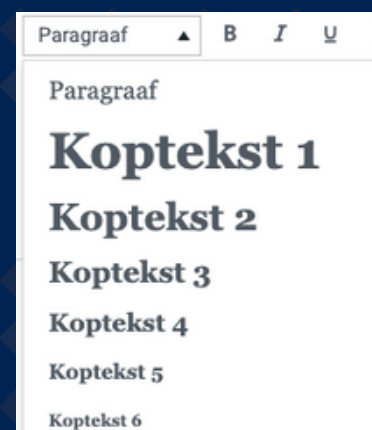 Paragraaf ▲ B I U
Paragraaf
Koptekst 1
Koptekst 2
Koptekst 3
Koptekst 4
Koptekst 5
Koptekst 6